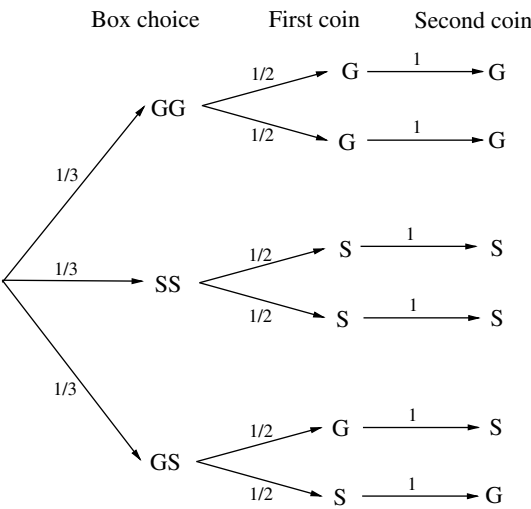 Box choice First coin Second coin
1/2 G 1 G
GG
1/2 G 1 G
1/3
1/2 S 1 S
1/3 SS
1/2 S 1 S
1/3
1/2 G 1 S
GS
1/2 S 1 G